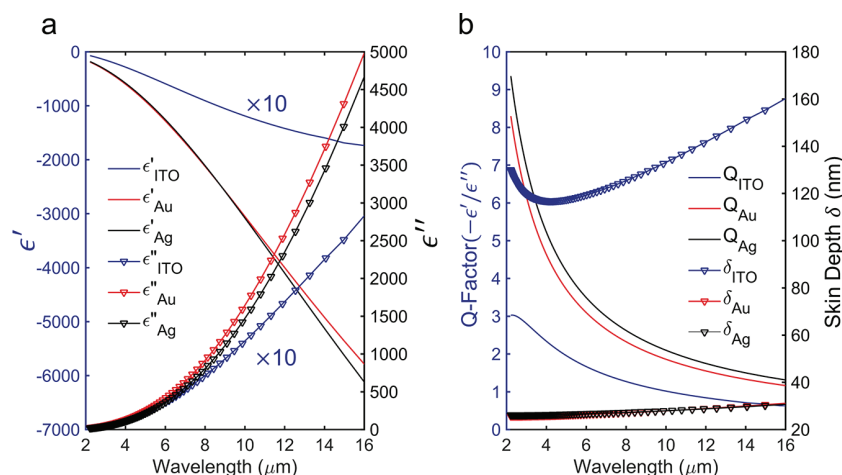 a
b
0
-1000
-2000
-3000
-4000
-5000
-6000
-7000
ϵ'
×10
ϵ'ITO
ϵ'Au
ϵ'Ag
ϵ''ITO
ϵ''Au
ϵ''Ag
×10
5000
4500
4000
3500
3000
2500
2000
1500
1000
500
0
ϵ''
2 4 6 8 10 12 14 16
Wavelength (μm)
10
9
8
7
6
5
4
3
2
1
0
Q-Factor(−ϵ'/ϵ'')
QITO
QAu
QAg
δITO
δAu
δAg
180
160
140
120
100
80
60
40
20
Skin Depth δ (nm)
2 4 6 8 10 12 14 16
Wavelength (μm)